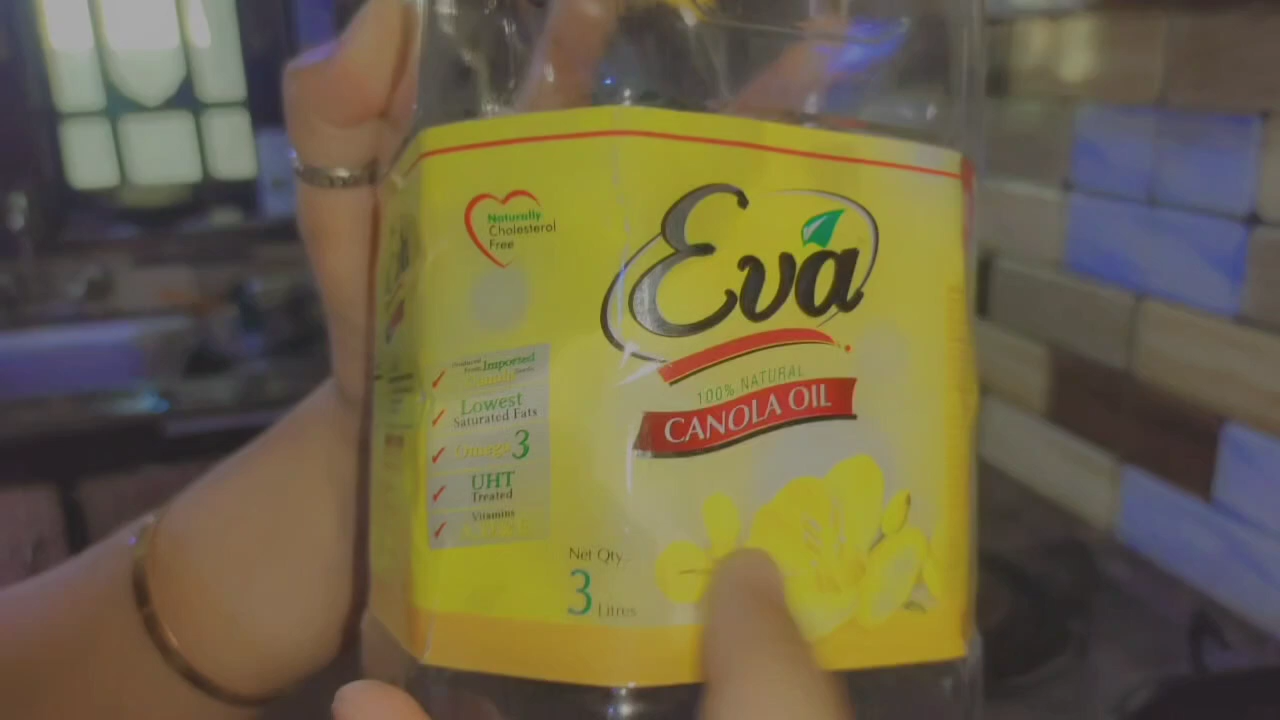 Naturally
Cholesterol
Free
Eva
100% NATURAL
CANOLA OIL
Imported
Lowest
Saturated Fats
Omega 3
UHT
Treated
Vitamins
Net Qty.
3 Litres